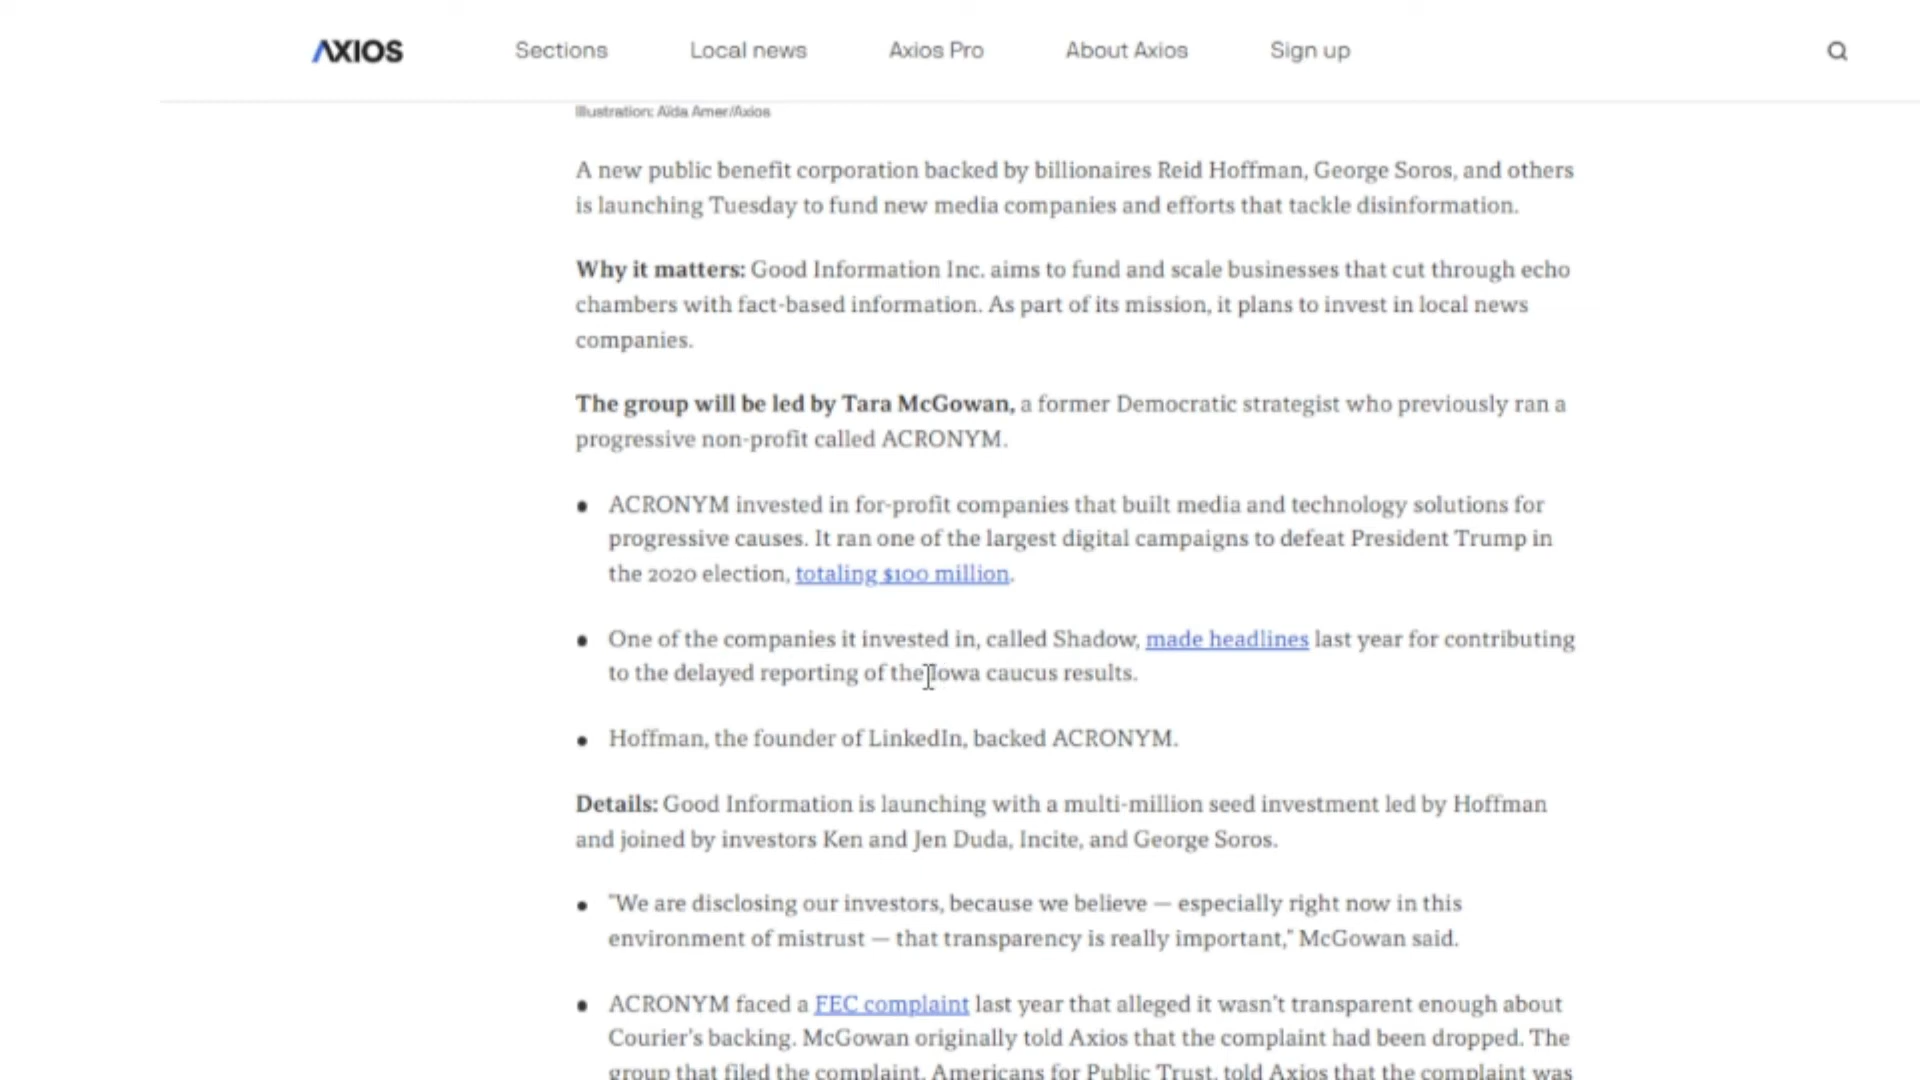 AXIOS Sections Local news Axios Pro About Axios Sign up
Illustration: Aïda Amer/Axios
A new public benefit corporation backed by billionaires Reid Hoffman, George Soros, and others
is launching Tuesday to fund new media companies and efforts that tackle disinformation.
Why it matters: Good Information Inc. aims to fund and scale businesses that cut through echo
chambers with fact-based information. As part of its mission, it plans to invest in local news
companies.
The group will be led by Tara McGowan, a former Democratic strategist who previously ran a
progressive non-profit called ACRONYM.
• ACRONYM invested in for-profit companies that built media and technology solutions for
progressive causes. It ran one of the largest digital campaigns to defeat President Trump in
the 2020 election, totaling $100 million.
• One of the companies it invested in, called Shadow, made headlines last year for contributing
to the delayed reporting of the Iowa caucus results.
• Hoffman, the founder of LinkedIn, backed ACRONYM.
Details: Good Information is launching with a multi-million seed investment led by Hoffman
and joined by investors Ken and Jen Duda, Incite, and George Soros.
• "We are disclosing our investors, because we believe — especially right now in this
environment of mistrust — that transparency is really important," McGowan said.
• ACRONYM faced a FEC complaint last year that alleged it wasn't transparent enough about
Courier's backing. McGowan originally told Axios that the complaint had been dropped. The
group that filed the complaint, Americans for Public Trust, told Axios that the complaint was